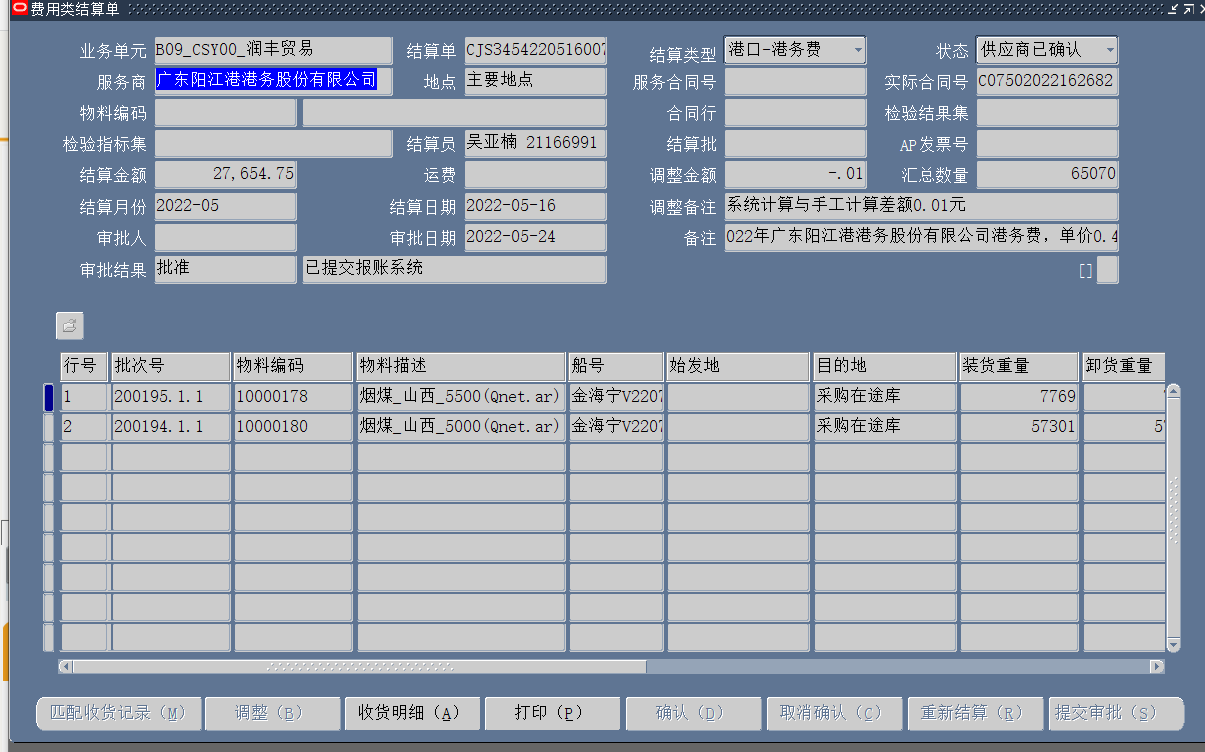 费用类结算单
业务单元 B09_CSY00_润丰贸易 结算单 CJS3454220516007 结算类型 港口-港务费 状态 供应商已确认
服务商 广东阳江港港务股份有限公司 地点 主要地点 服务合同号 实际合同号 C07502022162682
物料编码 合同行 检验结果集
检验指标集 结算员 吴亚楠 21166991 结算批 AP发票号
结算金额 27,654.75 运费 调整金额 -.01 汇总数量 65070
结算月份 2022-05 结算日期 2022-05-16 调整备注 系统计算与手工计算差额0.01元
审批人 审批日期 2022-05-24 备注 022年广东阳江港港务股份有限公司港务费，单价0.4
审批结果 批准 已提交报账系统 []
行号 批次号 物料编码 物料描述 船号 始发地 目的地 装货重量 卸货重量
1 200195.1.1 10000178 烟煤_山西_5500(Qnet.ar) 金海宁V2207 采购在途库 7769
2 200194.1.1 10000180 烟煤_山西_5000(Qnet.ar) 金海宁V2207 采购在途库 57301
匹配收货记录 (M) 调整 (B) 收货明细 (A) 打印 (P) 确认 (D) 取消确认 (C) 重新结算 (R) 提交审批 (S)